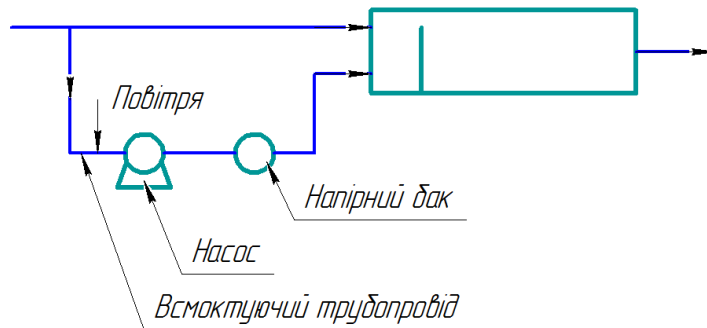 Повітря
Напірний бак
Насос
Всмоктуючий трубопровід